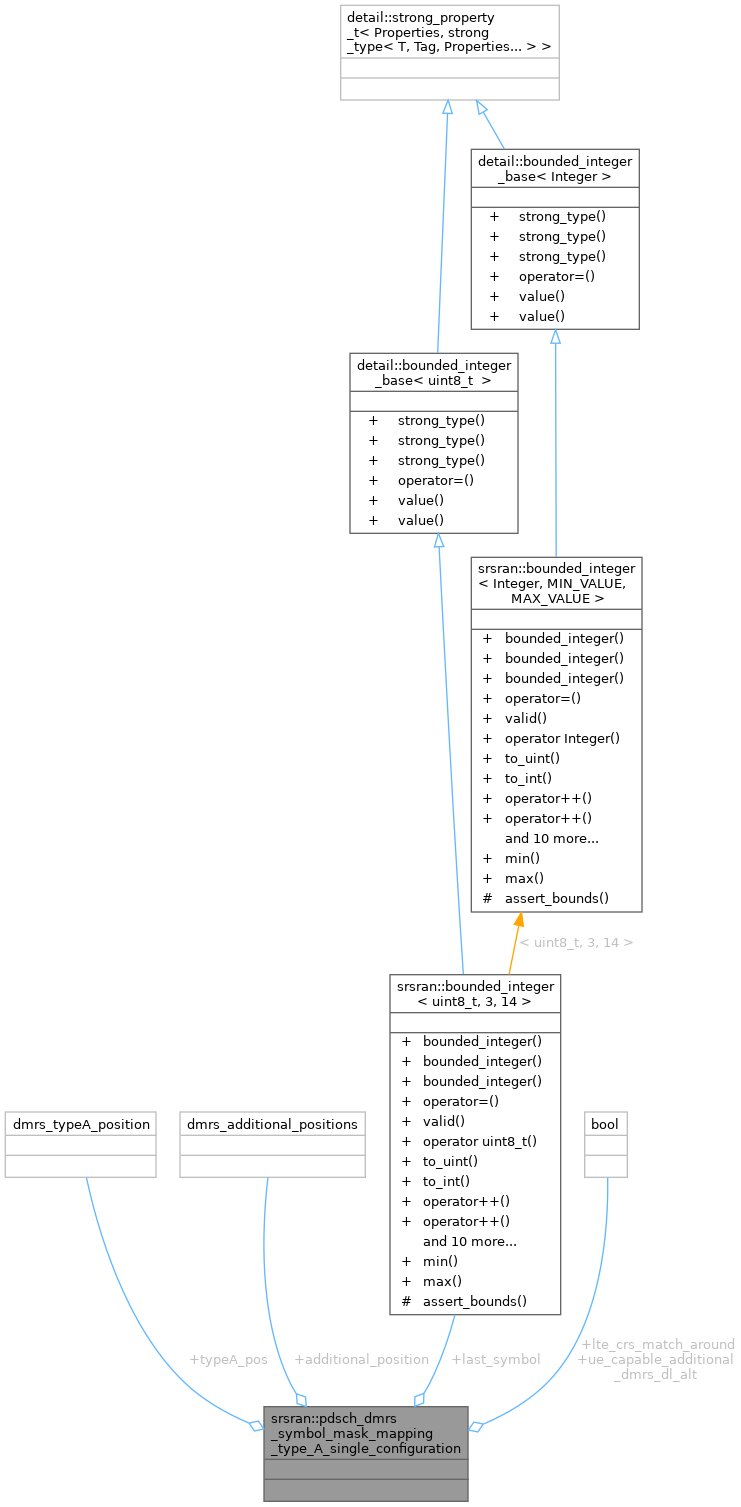 detail::strong_property
_t< Properties, strong
_type< T, Tag, Properties... > >
detail::bounded_integer
_base< Integer >
+ strong_type()
+ strong_type()
+ strong_type()
+ operator=()
+ value()
+ value()
detail::bounded_integer
_base< uint8_t >
+ strong_type()
+ strong_type()
+ strong_type()
+ operator=()
+ value()
+ value()
srsran::bounded_integer
< Integer, MIN_VALUE,
MAX_VALUE >
+ bounded_integer()
+ bounded_integer()
+ bounded_integer()
+ operator=()
+ valid()
+ operator Integer()
+ to_uint()
+ to_int()
+ operator++()
+ operator++()
and 10 more...
+ min()
+ max()
# assert_bounds()
< uint8_t, 3, 14 >
srsran::bounded_integer
< uint8_t, 3, 14 >
+ bounded_integer()
+ bounded_integer()
+ bounded_integer()
+ operator=()
+ valid()
+ operator uint8_t()
+ to_uint()
+ to_int()
+ operator++()
+ operator++()
and 10 more...
+ min()
+ max()
# assert_bounds()
dmrs_typeA_position
dmrs_additional_positions
bool
+typeA_pos
+additional_position
+last_symbol
+lte_crs_match_around
+ue_capable_additional
_dmrs_dl_alt
srsran::pdsch_dmrs
_symbol_mask_mapping
_type_A_single_configuration